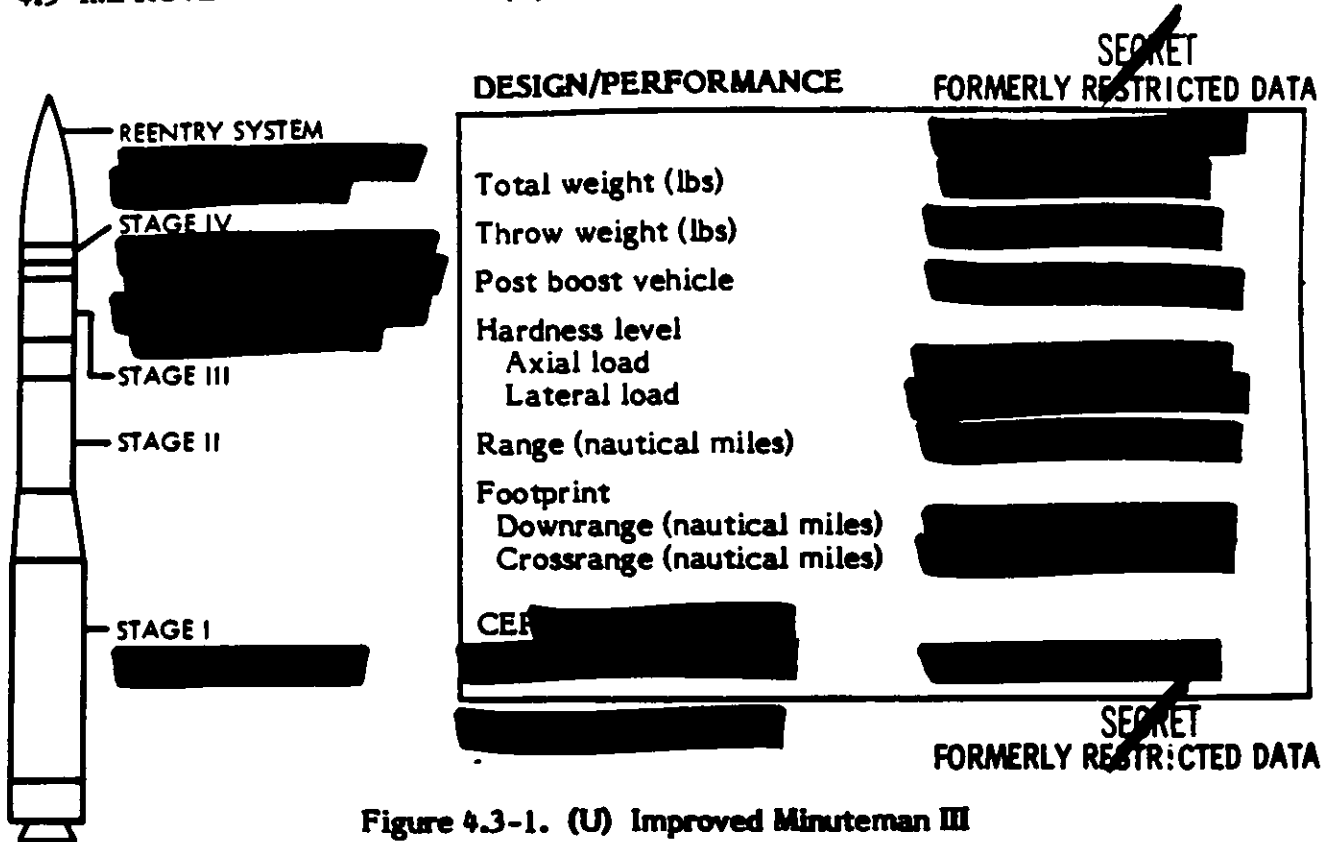 SECRET
FORMERLY RESTRICTED DATA
DESIGN/PERFORMANCE
REENTRY SYSTEM
STAGE IV
STAGE III
STAGE II
STAGE I
Total weight (lbs)
Throw weight (lbs)
Post boost vehicle
Hardness level
Axial load
Lateral load
Range (nautical miles)
Footprint
Downrange (nautical miles)
Crossrange (nautical miles)
SECRET
FORMERLY RESTRICTED DATA
Figure 4.3-1. (U) Improved Minuteman III